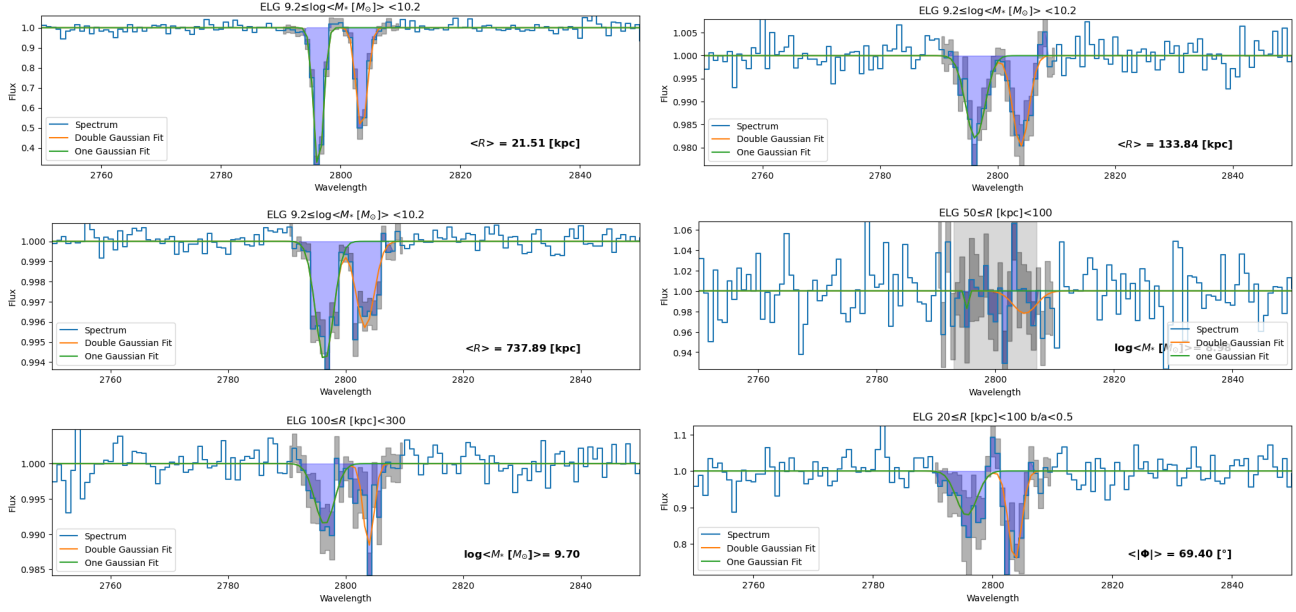 ELG 9.2≤log<M* [M⊙]> <10.2
1.0
0.9
0.8
0.7
0.6
0.5
0.4
Flux
Spectrum
Double Gaussian Fit
One Gaussian Fit
<R> = 21.51 [kpc]
2760 2780 2800 2820 2840
Wavelength
ELG 9.2≤log<M* [M⊙]> <10.2
1.005
1.000
0.995
0.990
0.985
0.980
Flux
Spectrum
Double Gaussian Fit
One Gaussian Fit
<R> = 133.84 [kpc]
2760 2780 2800 2820 2840
Wavelength
ELG 9.2≤log<M* [M⊙]> <10.2
1.000
0.999
0.997
0.996
0.995
0.994
Flux
Spectrum
Double Gaussian Fit
One Gaussian Fit
<R> = 737.89 [kpc]
2760 2780 2800 2820 2840
Wavelength
ELG 50≤R [kpc]<100
1.06
1.04
1.02
1.00
0.98
0.96
0.94
Flux
Spectrum
Double Gaussian Fit
one Gaussian Fit
log<M* [M⊙]>=
2760 2780 2800 2820 2840
Wavelength
ELG 100≤R [kpc]<300
1.000
0.995
0.990
0.985
Flux
Spectrum
Double Gaussian Fit
One Gaussian Fit
log<M* [M⊙]>= 9.70
2760 2780 2800 2820 2840
Wavelength
ELG 20≤R [kpc]<100 b/a<0.5
1.1
1.0
0.9
0.8
Flux
Spectrum
Double Gaussian Fit
One Gaussian Fit
<|Φ|> = 69.40 [°]
2760 2780 2800 2820 2840
Wavelength